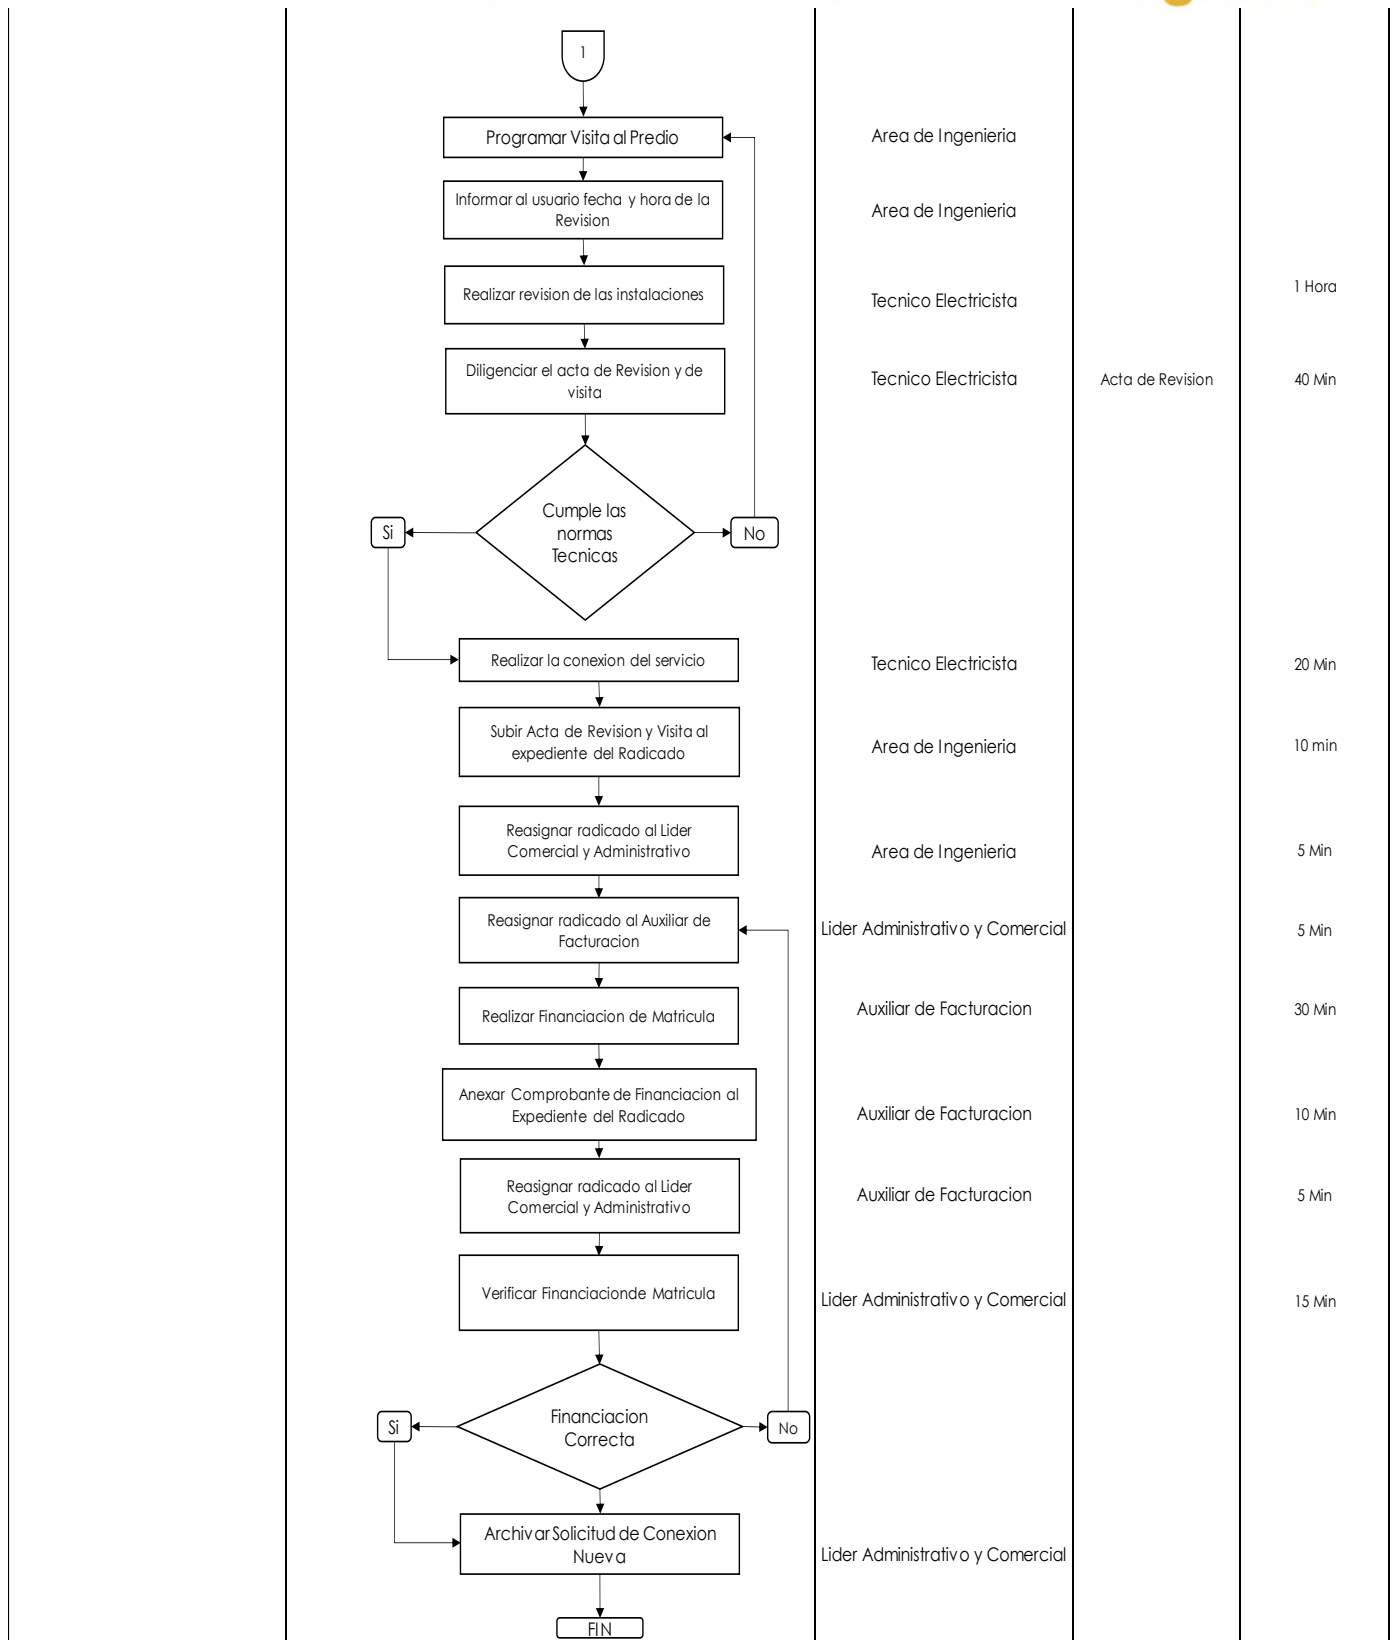 1
Programar Visita al Predio
Area de Ingenieria
Informar al usuario fecha y hora de la
Revision
Area de Ingenieria
Realizar revision de las instalaciones
Tecnico Electricista
1 Hora
Diligenciar el acta de Revision y de
visita
Tecnico Electricista
Acta de Revision
40 Min
Cumple las
normas
Tecnicas
Si
No
Realizar la conexion del servicio
Tecnico Electricista
20 Min
Subir Acta de Revision y Visita al
expediente del Radicado
Area de Ingenieria
10 min
Reasignar radicado al Lider
Comercial y Administrativo
Area de Ingenieria
5 Min
Reasignar radicado al Auxiliar de
Facturacion
Lider Administrativo y Comercial
5 Min
Realizar Financiacion de Matricula
Auxiliar de Facturacion
30 Min
Anexar Comprobante de Financiacion al
Expediente del Radicado
Auxiliar de Facturacion
10 Min
Reasignar radicado al Lider
Comercial y Administrativo
Auxiliar de Facturacion
5 Min
Verificar Financiacionde Matricula
Lider Administrativo y Comercial
15 Min
Financiacion
Correcta
Si
No
Archivar Solicitud de Conexion
Nueva
Lider Administrativo y Comercial
FIN